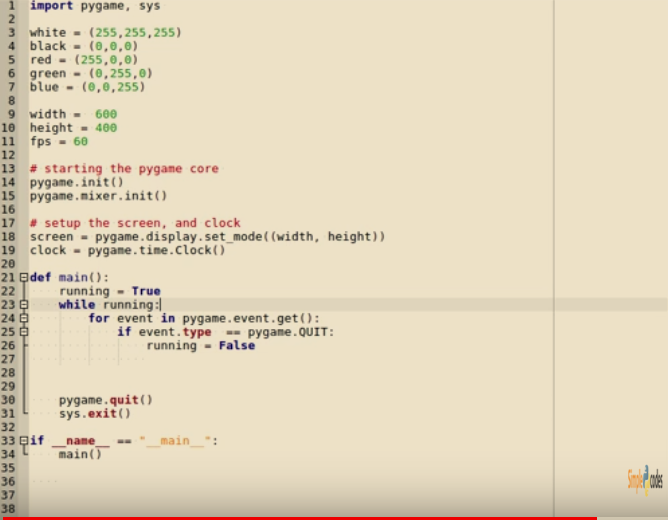 1 import pygame, sys
2
3 white = (255,255,255)
4 black = (0,0,0)
5 red = (255,0,0)
6 green = (0,255,0)
7 blue = (0,0,255)
8
9 width =  600
10 height = 400
11 fps = 60
12
13 # starting the pygame core
14 pygame.init()
15 pygame.mixer.init()
16
17 # setup the screen, and clock
18 screen = pygame.display.set_mode((width, height))
19 clock = pygame.time.Clock()
20
21 def main():
22     running = True
23     while running:
24         for event in pygame.event.get():
25             if event.type  == pygame.QUIT:
26                 running = False
27
28
29
30     pygame.quit()
31     sys.exit()
32
33 if __name__ == "__main__":
34     main()
35
36
37
38
Simple codes